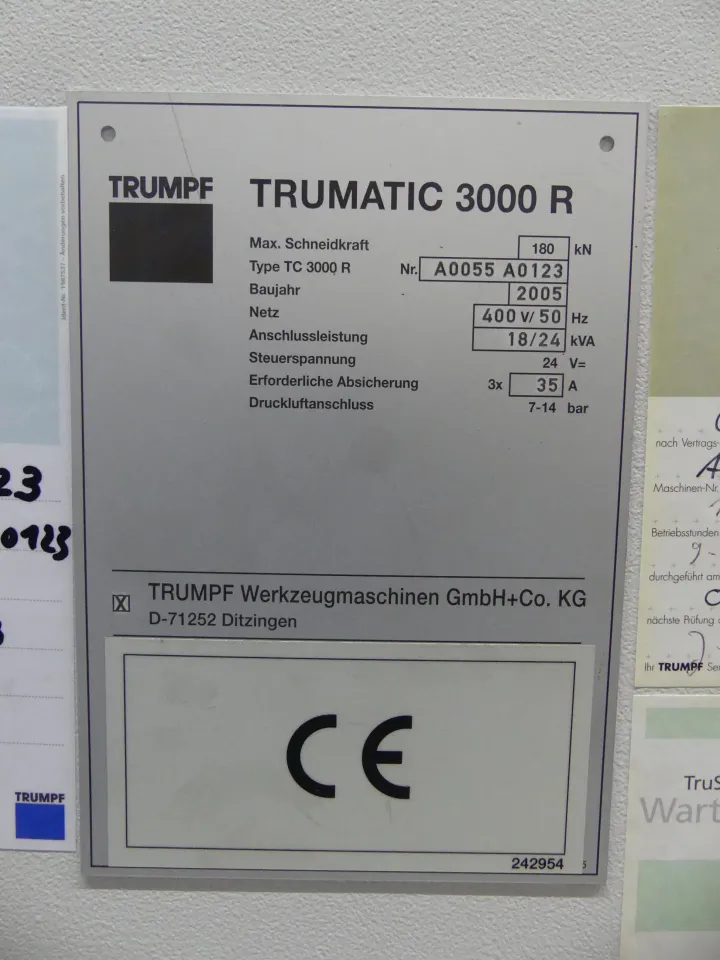 TRUMPF
TRUMATIC 3000 R
Max. Schneidkraft 180 kN
Type TC 3000 R Nr. A0055 A0123
Baujahr 2005
Netz 400 V/ 50 Hz
Anschlussleistung 18/24 kVA
Steuerspannung 24 V=
Erforderliche Absicherung 3x 35 A
Druckluftanschluss 7-14 bar
X TRUMPF Werkzeugmaschinen GmbH+Co. KG
D-71252 Ditzingen
CE
242954 5
23
0123
TRUMPF
nach Vertrags-
Maschinen-Nr.
Betriebsstunden
durchgeführt am
nächste Prüfung
Ihr TRUMPF Ser
TruS
Wart